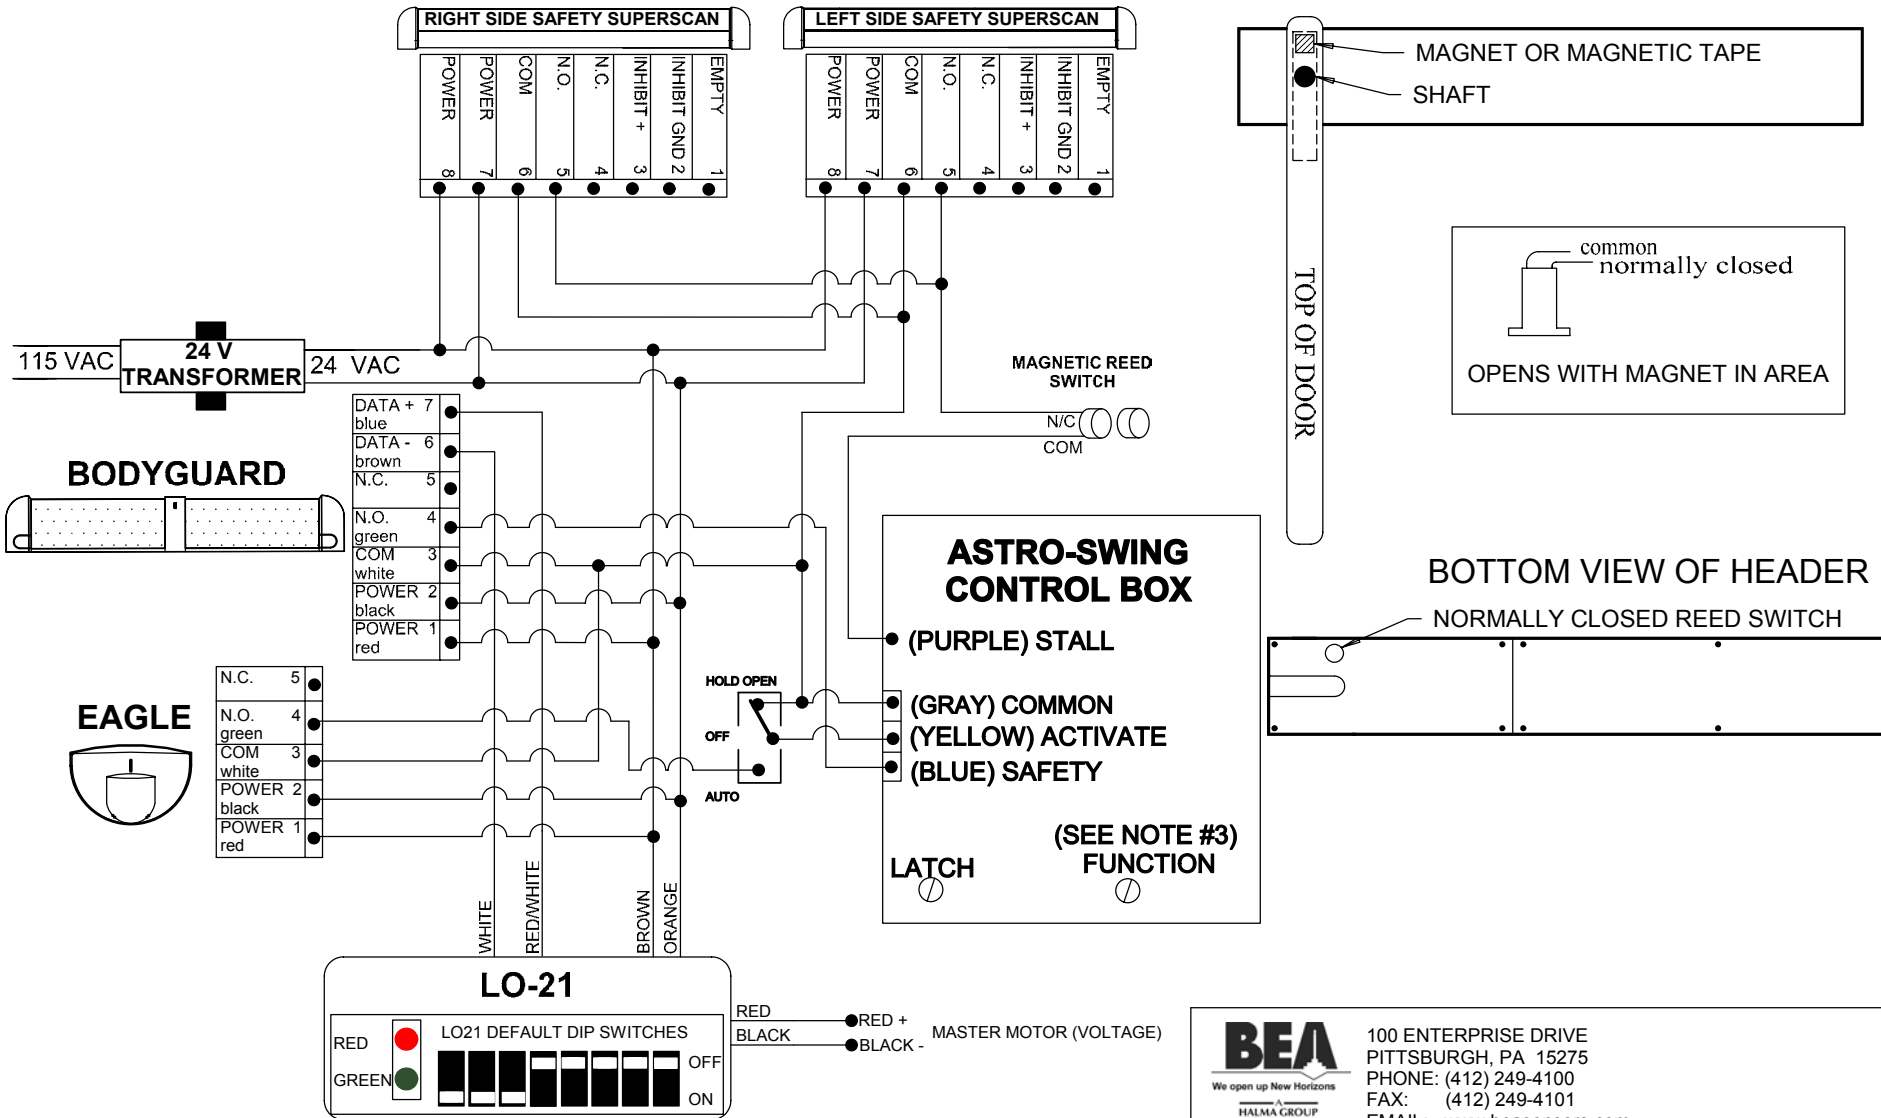 RIGHT SIDE SAFETY SUPERSCAN
POWER 8
POWER 7
COM 6
N.O. 5
N.C. 4
INHIBIT + 3
INHIBIT GND 2
EMPTY 1
LEFT SIDE SAFETY SUPERSCAN
POWER 8
POWER 7
COM 6
N.O. 5
N.C. 4
INHIBIT + 3
INHIBIT GND 2
EMPTY 1
MAGNET OR MAGNETIC TAPE
SHAFT
TOP OF DOOR
common
normally closed
OPENS WITH MAGNET IN AREA
115 VAC
24 V
TRANSFORMER
24 VAC
MAGNETIC REED
SWITCH
N/C
COM
BODYGUARD
DATA + 7
blue
DATA - 6
brown
N.C. 5
N.O. 4
green
COM 3
white
POWER 2
black
POWER 1
red
EAGLE
N.C. 5
N.O. 4
green
COM 3
white
POWER 2
black
POWER 1
red
HOLD OPEN
OFF
AUTO
ASTRO-SWING
CONTROL BOX
(PURPLE) STALL
(GRAY) COMMON
(YELLOW) ACTIVATE
(BLUE) SAFETY
(SEE NOTE #3)
FUNCTION
LATCH
BOTTOM VIEW OF HEADER
NORMALLY CLOSED REED SWITCH
WHITE
RED/WHITE
BROWN
ORANGE
LO-21
RED
GREEN
LO21 DEFAULT DIP SWITCHES
OFF
ON
RED
BLACK
RED +
BLACK -
MASTER MOTOR (VOLTAGE)
BEA
We open up New Horizons
A
HALMA GROUP
100 ENTERPRISE DRIVE
PITTSBURGH, PA 15275
PHONE: (412) 249-4100
FAX: (412) 249-4101